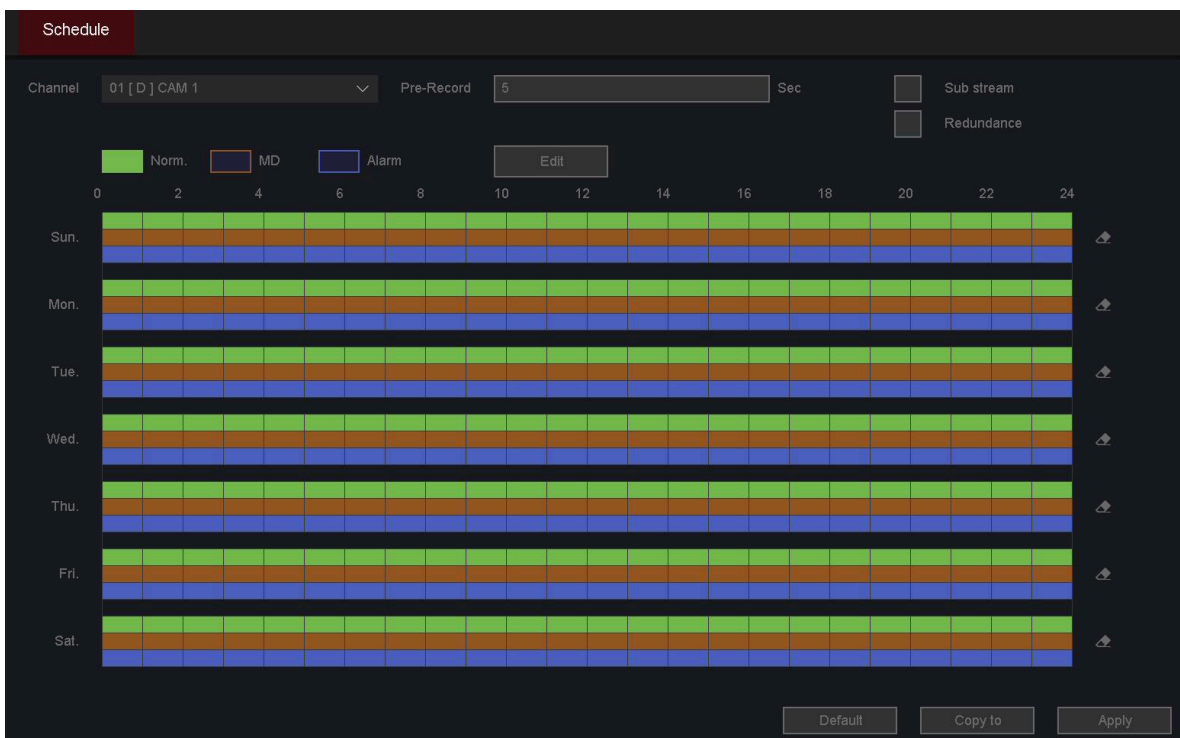 Schedule
Channel 01 [ D ] CAM 1 Pre-Record 5 Sec Sub stream
Redundance
Norm. MD Alarm Edit
0 2 4 6 8 10 12 14 16 18 20 22 24
Sun.
Mon.
Tue.
Wed.
Thu.
Fri.
Sat.
Default Copy to Apply